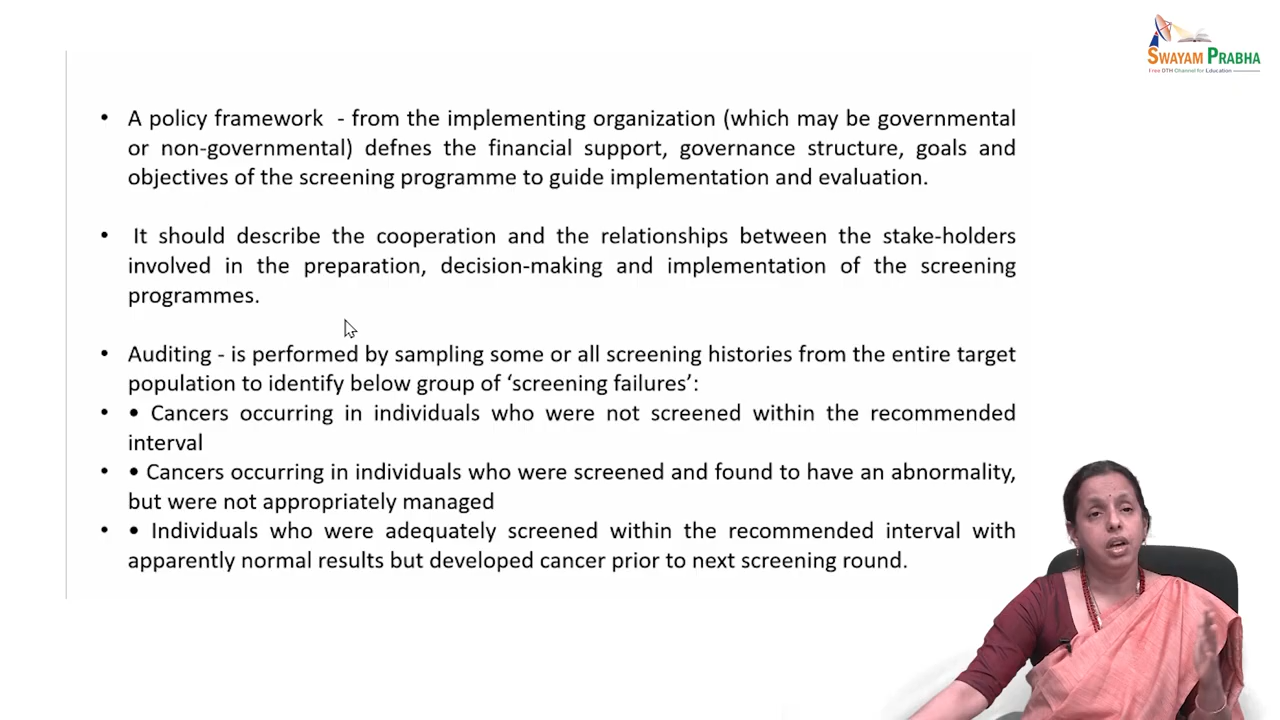 SWAYAM PRABHA
Free DTH Channel for Education
• A policy framework - from the implementing organization (which may be governmental
or non-governmental) defnes the financial support, governance structure, goals and
objectives of the screening programme to guide implementation and evaluation.
• It should describe the cooperation and the relationships between the stake-holders
involved in the preparation, decision-making and implementation of the screening
programmes.
• Auditing - is performed by sampling some or all screening histories from the entire target
population to identify below group of ‘screening failures’:
• • Cancers occurring in individuals who were not screened within the recommended
interval
• • Cancers occurring in individuals who were screened and found to have an abnormality,
but were not appropriately managed
• • Individuals who were adequately screened within the recommended interval with
apparently normal results but developed cancer prior to next screening round.